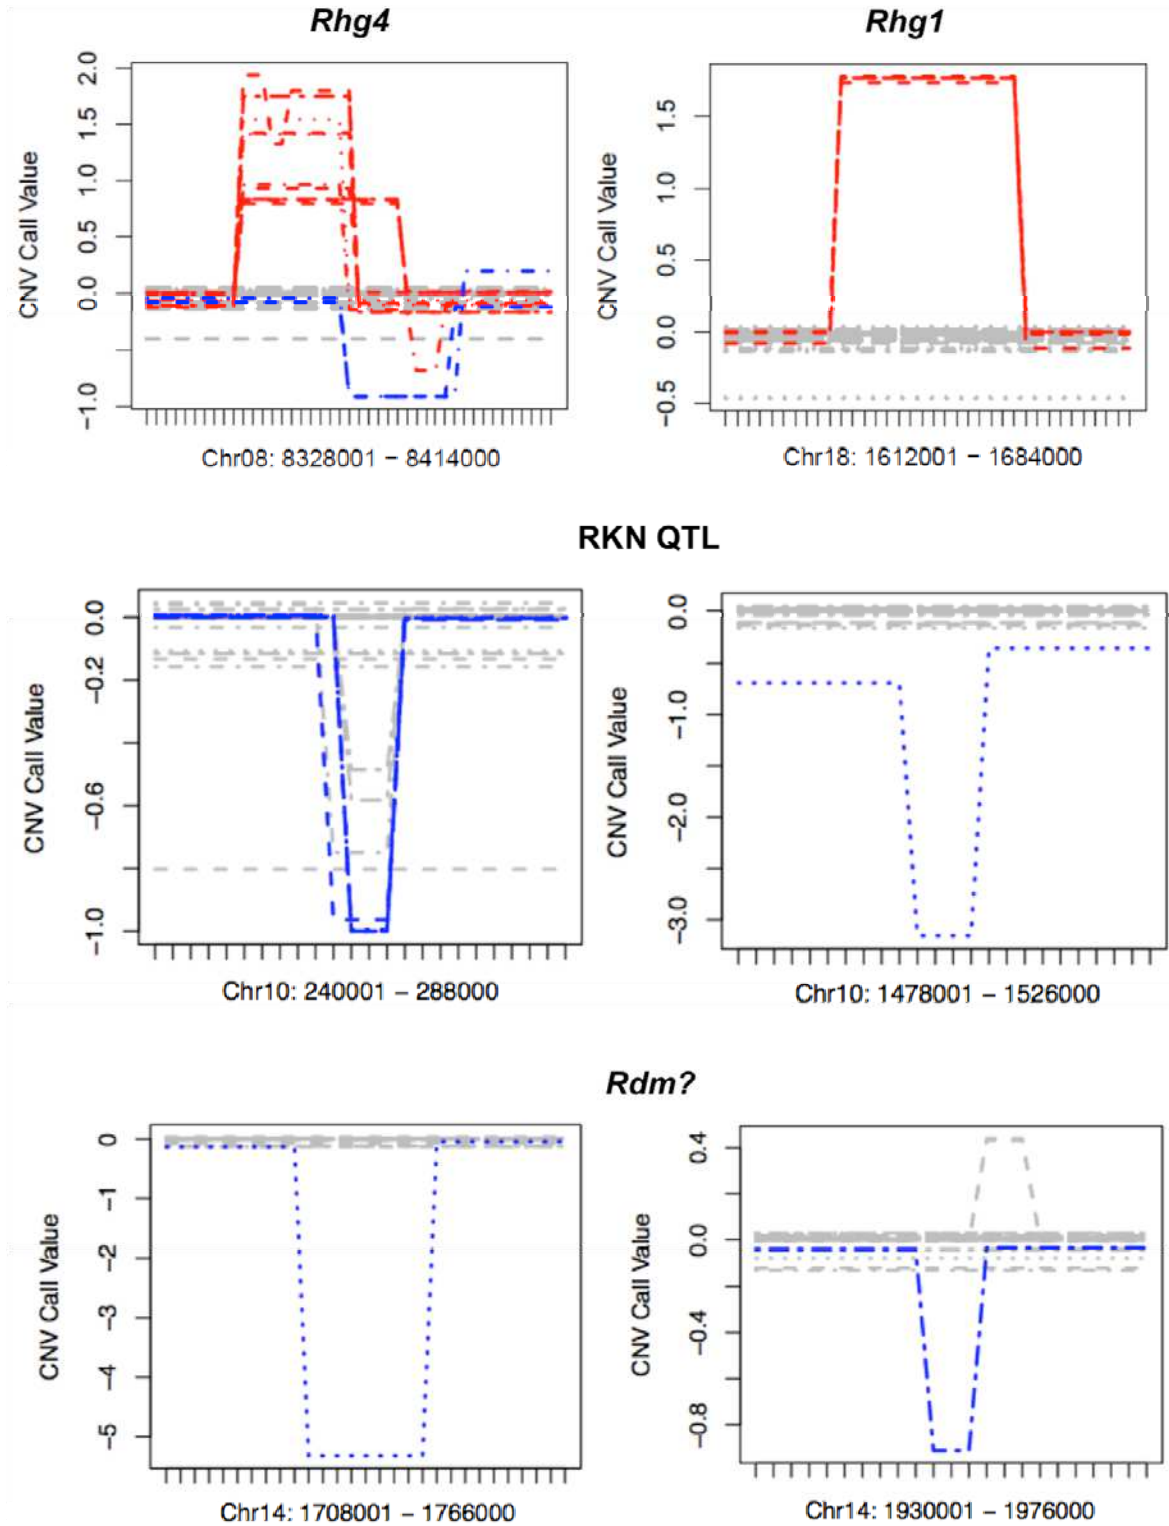 Rhg4
Rhg1
CNV Call Value
2.0
1.5
1.0
0.5
0.0
−1.0
Chr08: 8328001 − 8414000
CNV Call Value
1.5
1.0
0.5
0.0
−0.5
Chr18: 1612001 − 1684000
RKN QTL
CNV Call Value
0.0
−0.2
−0.6
−1.0
Chr10: 240001 − 288000
CNV Call Value
0.0
−1.0
−2.0
−3.0
Chr10: 1478001 − 1526000
Rdm?
CNV Call Value
0
−1
−2
−3
−4
−5
Chr14: 1708001 − 1766000
CNV Call Value
0.4
0.0
−0.4
−0.8
Chr14: 1930001 − 1976000